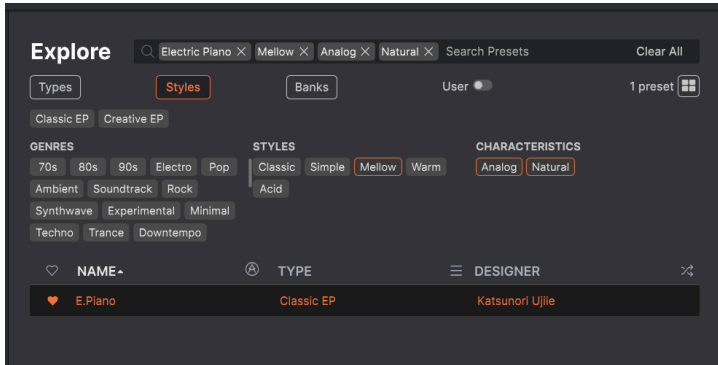 Explore Electric Piano × Mellow × Analog × Natural × Search Presets Clear All
Types Styles Banks User 1 preset
Classic EP Creative EP
GENRES STYLES CHARACTERISTICS
70s 80s 90s Electro Pop Classic Simple Mellow Warm Analog Natural
Ambient Soundtrack Rock Acid
Synthwave Experimental Minimal
Techno Trance Downtempo
NAME TYPE DESIGNER
E.Piano Classic EP Katsunori Ujiie